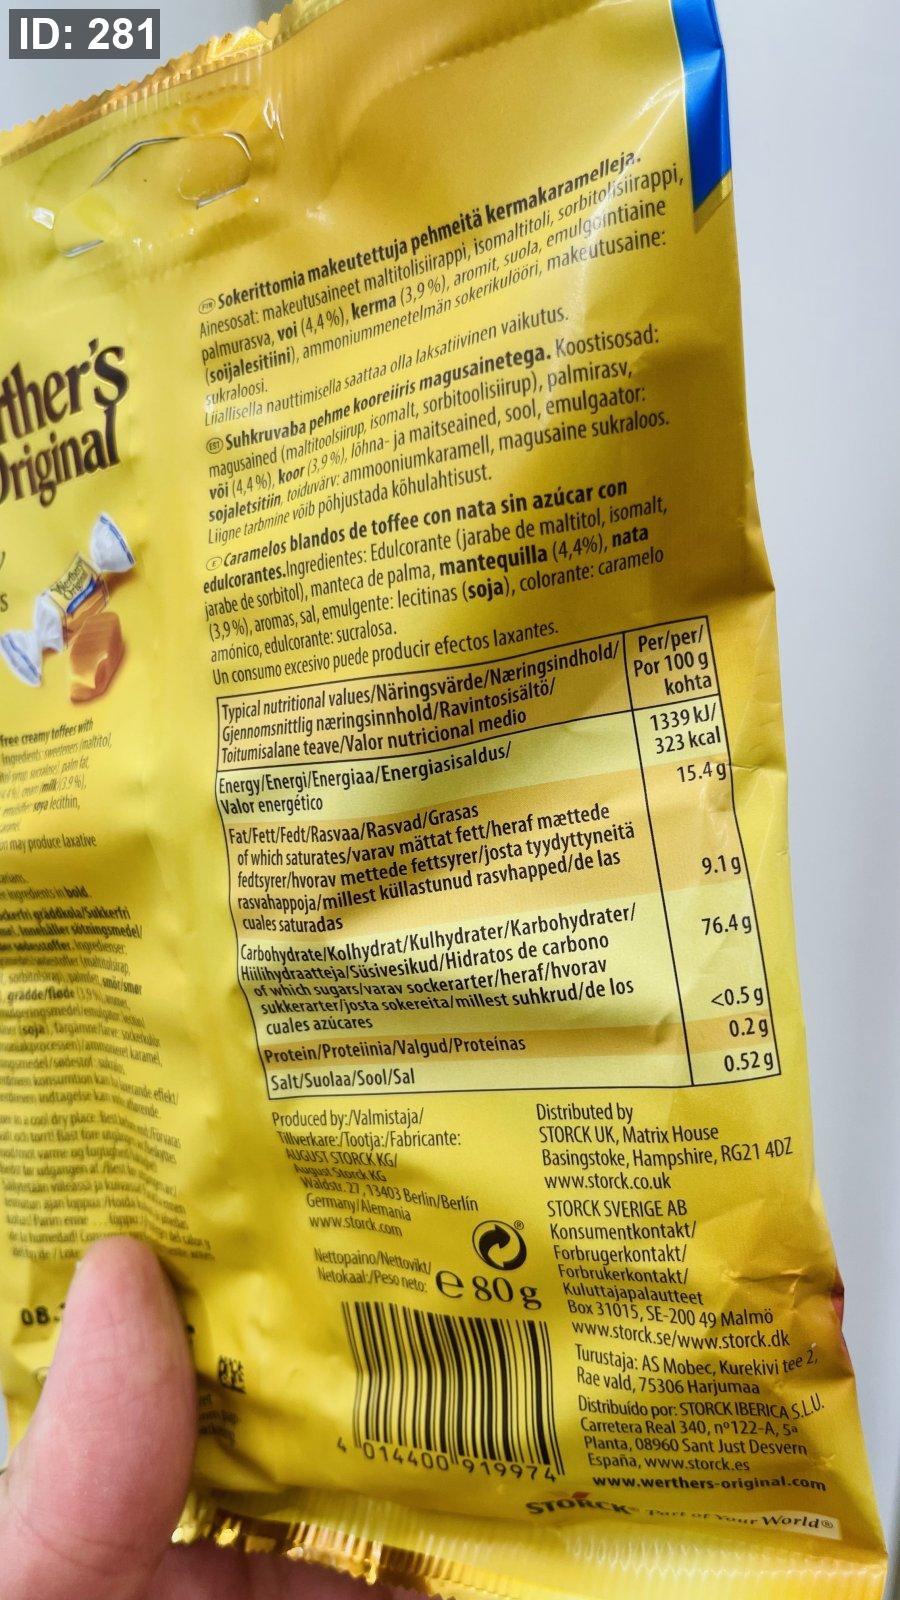 ID: 281
ther's
Original
free creamy toffees with
may produce laxative
ingredients in bold.
FIN Sokerittomia makeutettuja pehmeitä kermakaramelleja.
Ainesosat: makeutusaineet maltitolisiirappi, isomaltitoli, sorbitolisiirappi,
palmurasva, voi (4,4%), kerma (3,9%), aromit, suola, emulgointiaine
(soijalesitiini), ammoniummenetelmän sokerikulööri, makeutusaine:
sukraloosi.
Liiallisella nauttimisella saattaa olla laksatiivinen vaikutus.
EST Suhkruvaba pehme kooreiiris magusainetega. Koostisosad:
magusained (maltitoolsiirup, isomalt, sorbitoolisiirup), palmirasv,
või (4,4%), koor (3,9%), lõhna- ja maitseained, sool, emulgaator:
sojaletsitiin, toiduvärv: ammooniumkaramell, magusaine sukraloos.
Liigne tarbmine võib põhjustada kõhulahtisust.
E Caramelos blandos de toffee con nata sin azúcar con
edulcorantes.Ingredientes: Edulcorante (jarabe de maltitol, isomalt,
jarabe de sorbitol), manteca de palma, mantequilla (4,4%), nata
(3,9%), aromas, sal, emulgente: lecitinas (soja), colorante: caramelo
amónico, edulcorante: sucralosa.
Un consumo excesivo puede producir efectos laxantes.
Typical nutritional values/Näringsvärde/Næringsindhold/
Gjennomsnittlig næringsinnhold/Ravintosisältö/
Toitumisalane teave/Valor nutricional medio
Per/per/
Por 100 g
kohta
Energy/Energi/Energiaa/Energiasisaldus/
Valor energético
1339 kJ/
323 kcal
Fat/Fett/Fedt/Rasvaa/Rasvad/Grasas
15.4 g
of which saturates/varav mättat fett/heraf mættede
fedtsyrer/hvorav mettede fettsyrer/josta tyydyttyneitä
rasvahappoja/millest küllastunud rasvhapped/de las
cuales saturadas
9.1 g
Carbohydrate/Kolhydrat/Kulhydrater/Karbohydrater/
Hiilihydraatteja/Süsivesikud/Hidratos de carbono
76.4 g
of which sugars/varav sockerarter/heraf/hvorav
sukkerarter/josta sokereita/millest suhkrud/de los
cuales azúcares
<0.5 g
Protein/Proteiinia/Valgud/Proteínas
0.2 g
Salt/Suolaa/Sool/Sal
0.52 g
Produced by:/Valmistaja/
Tillverkare:/Tootja:/Fabricante:
AUGUST STORCK KG/
August Storck KG
Waldstr. 27, 13403 Berlin/Berlín
Germany/Alemania
www.storck.com
Nettopaino/Nettovikt/
Netokaal:/Peso neto:
e 80 g
4 014400 919974
Distributed by
STORCK UK, Matrix House
Basingstoke, Hampshire, RG21 4DZ
www.storck.co.uk
STORCK SVERIGE AB
Konsumentkontakt/
Forbrugerkontakt/
Forbrukerkontakt/
Kuluttajapalautteet
Box 31015, SE-200 49 Malmö
www.storck.se/www.storck.dk
Turustaja: AS Mobec, Kurekivi tee 2,
Rae vald, 75306 Harjumaa
Distribuído por: STORCK IBERICA S.L.U.
Carretera Real 340, nº122-A, 5ª
Planta, 08960 Sant Just Desvern
España, www.storck.es
www.werthers-original.com
STORCK® Part of Your World®
08.